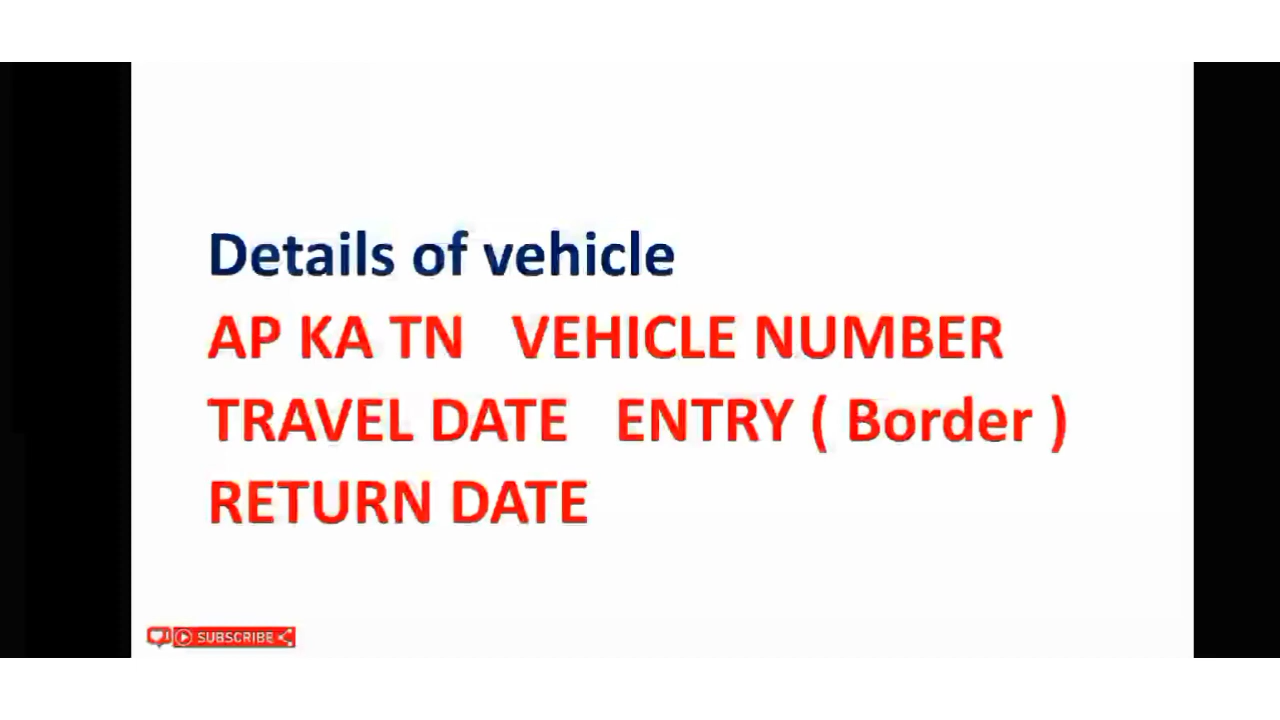 Details of vehicle
AP KA TN VEHICLE NUMBER
TRAVEL DATE ENTRY ( Border )
RETURN DATE
SUBSCRIBE